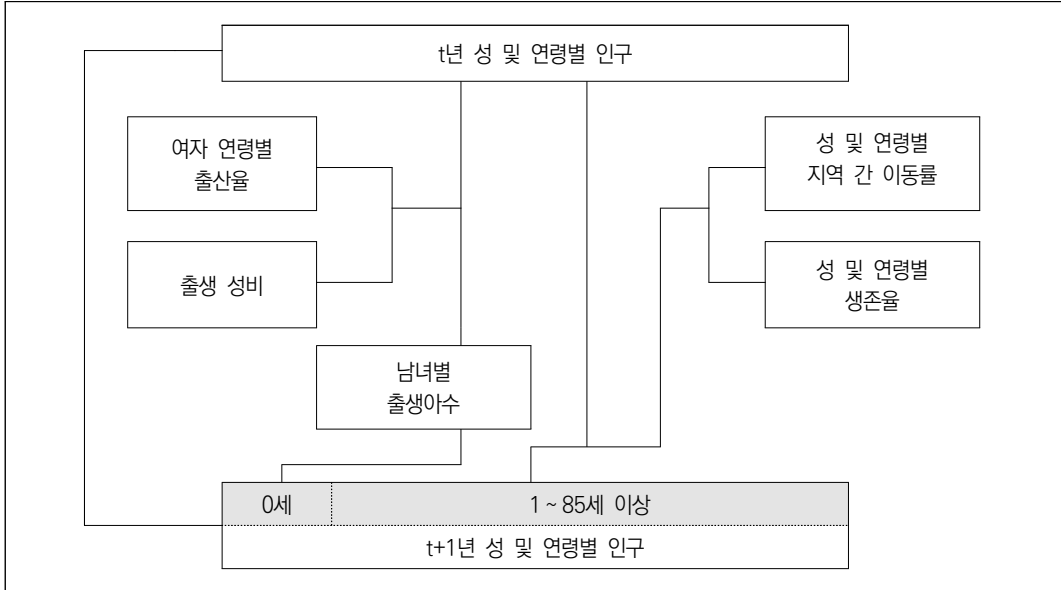 t년 성 및 연령별 인구
여자 연령별
출산율
성 및 연령별
지역 간 이동률
출생 성비
성 및 연령별
생존율
남녀별
출생아수
0세
1 ~ 85세 이상
t+1년 성 및 연령별 인구